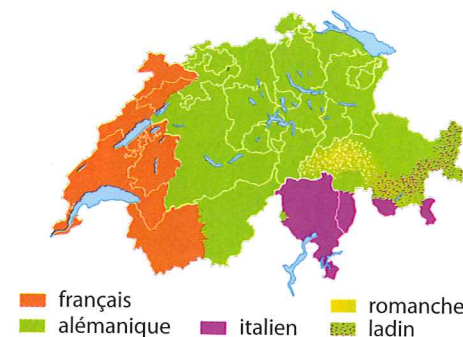 français
romanche
alémanique
italien
ladin